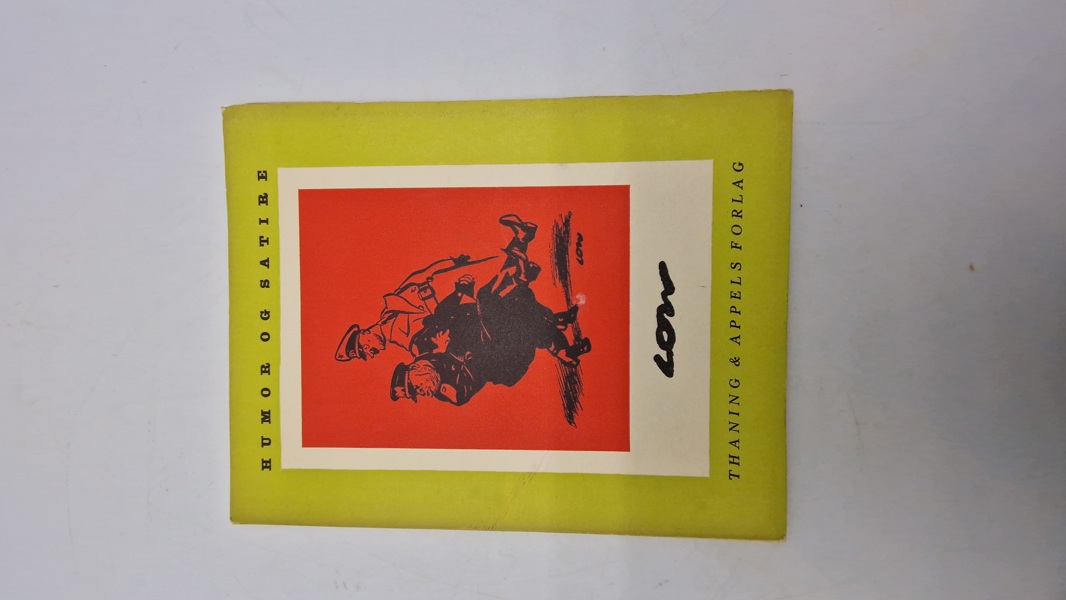 HUMOR OG SATIRE
LOW
LOW
THANING & APPELS FORLAG